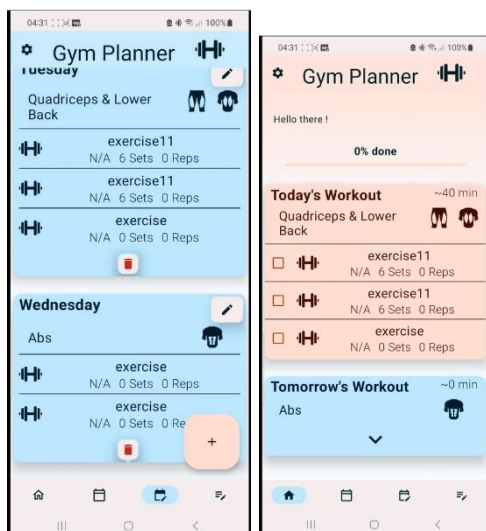 04:31
100%
Gym Planner
Tuesday
Quadriceps & Lower
Back
exercise11
N/A 6 Sets 0 Reps
exercise11
N/A 6 Sets 0 Reps
exercise
N/A 0 Sets 0 Reps
Wednesday
Abs
exercise
N/A 0 Sets 0 Reps
exercise
N/A 0 Sets 0 Re
+
04:31
100%
Gym Planner
Hello there !
0% done
Today's Workout ~40 min
Quadriceps & Lower
Back
exercise11
N/A 6 Sets 0 Reps
exercise11
N/A 6 Sets 0 Reps
exercise
N/A 0 Sets 0 Reps
Tomorrow's Workout ~0 min
Abs